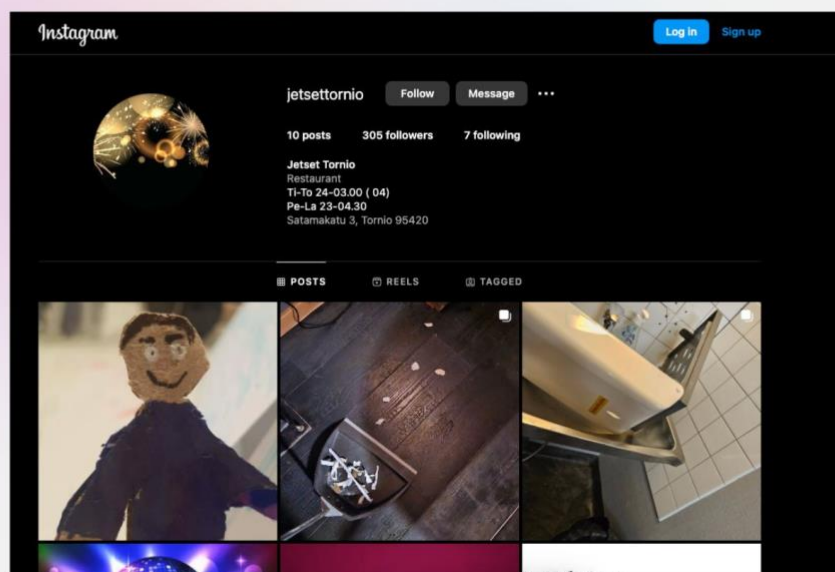 Instagram
Log in
Sign up
jetsettornio
Follow
Message
10 posts
305 followers
7 following
Jetset Tornio
Restaurant
Ti-To 24-03.00 ( 04)
Pe-La 23-04.30
Satamakatu 3, Tornio 95420
POSTS
REELS
TAGGED